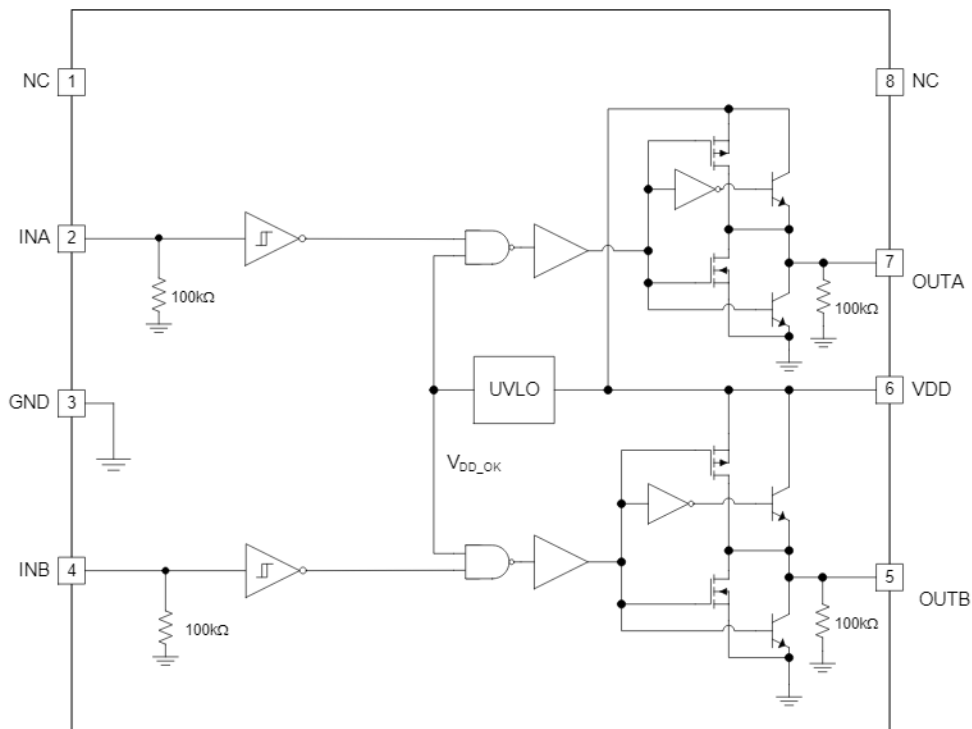 NC 1
8 NC
INA 2
100kΩ
7 OUTA
100kΩ
GND 3
UVLO
6 VDD
VDD_OK
INB 4
100kΩ
5 OUTB
100kΩ